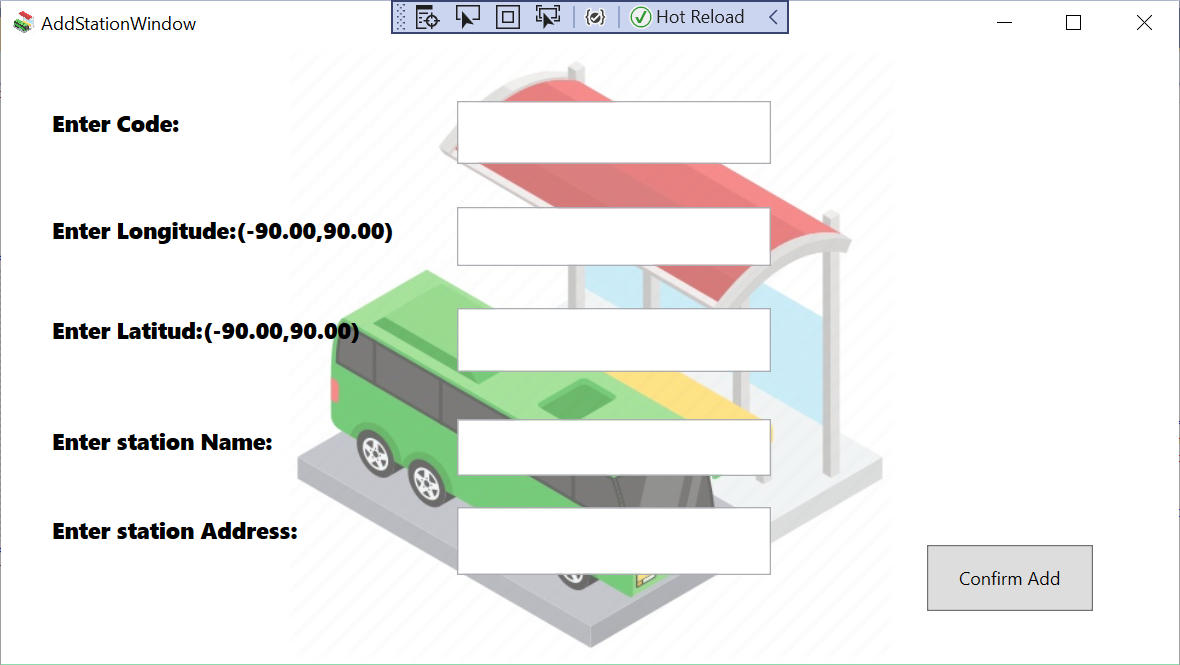 AddStationWindow
Hot Reload
Enter Code:
Enter Longitude:(-90.00,90.00)
Enter Latitud:(-90.00,90.00)
Enter station Name:
Enter station Address:
Confirm Add